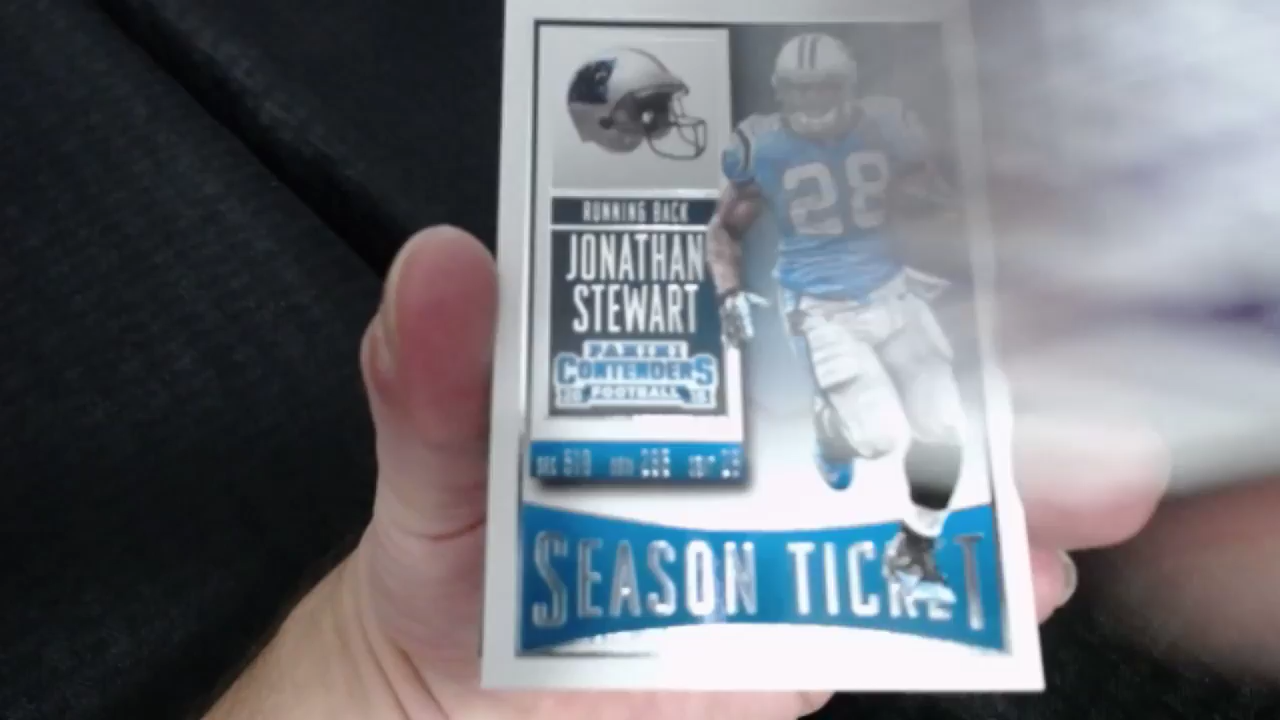 RUNNING BACK
JONATHAN
STEWART
PANINI
CONTENDERS
FOOTBALL
28
SEASON TICKET